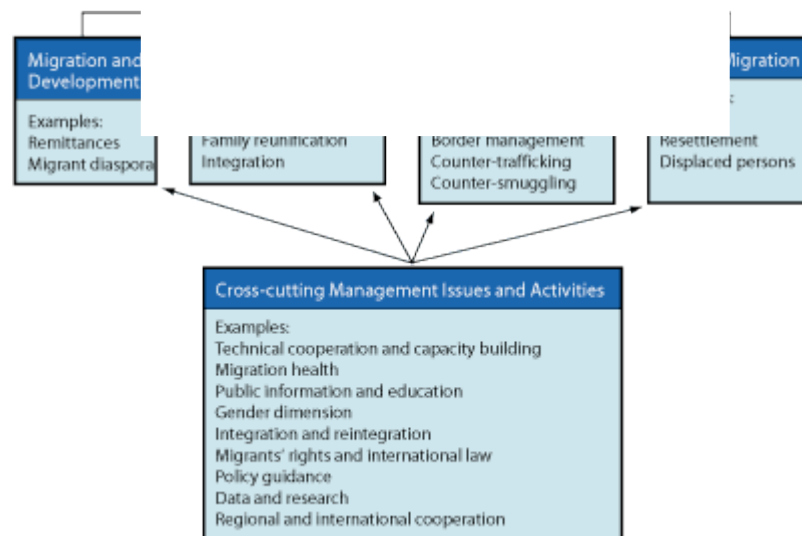 Migration and
Development
Examples:
Remittances
Migrant diaspora
Family reunification
Integration
Border management
Counter-trafficking
Counter-smuggling
Migration
Resettlement
Displaced persons
Cross-cutting Management Issues and Activities
Examples:
Technical cooperation and capacity building
Migration health
Public information and education
Gender dimension
Integration and reintegration
Migrants' rights and international law
Policy guidance
Data and research
Regional and international cooperation